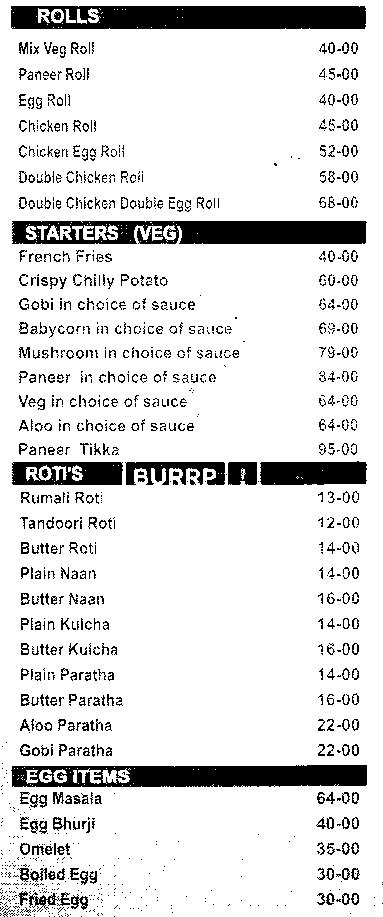 ROLLS
Mix Veg Roll 40-00
Paneer Roll 45-00
Egg Roll 40-00
Chicken Roll 45-00
Chicken Egg Roll 52-00
Double Chicken Roll 58-00
Double Chicken Double Egg Roll 68-00
STARTERS (VEG)
French Fries 40-00
Crispy Chilly Potato 60-00
Gobi in choice of sauce 64-00
Babycorn in choice of sauce 69-00
Mushroom in choice of sauce 79-00
Paneer in choice of sauce 84-00
Veg in choice of sauce 64-00
Aloo in choice of sauce 64-00
Paneer Tikka 95-00
ROTI'S BURRP !
Rumali Roti 13-00
Tandoori Roti 12-00
Butter Roti 14-00
Plain Naan 14-00
Butter Naan 16-00
Plain Kulcha 14-00
Butter Kulcha 16-00
Plain Paratha 14-00
Butter Paratha 16-00
Aloo Paratha 22-00
Gobi Paratha 22-00
EGG ITEMS
Egg Masala 64-00
Egg Bhurji 40-00
Omelet 35-00
Boiled Egg 30-00
Fried Egg 30-00